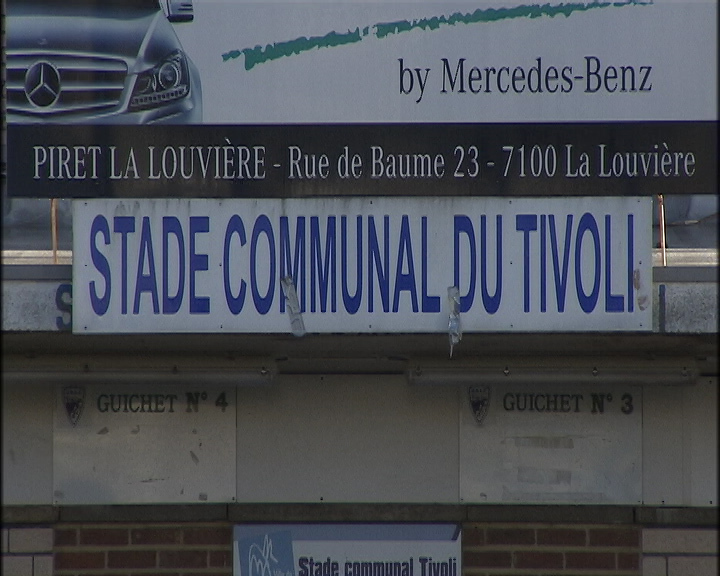 by Mercedes-Benz
PIRET LA LOUVIÈRE - Rue de Baume 23 - 7100 La Louvière
STADE COMMUNAL DU TIVOLI
GUICHET N° 4
GUICHET N° 3
Stade communal Tivoli